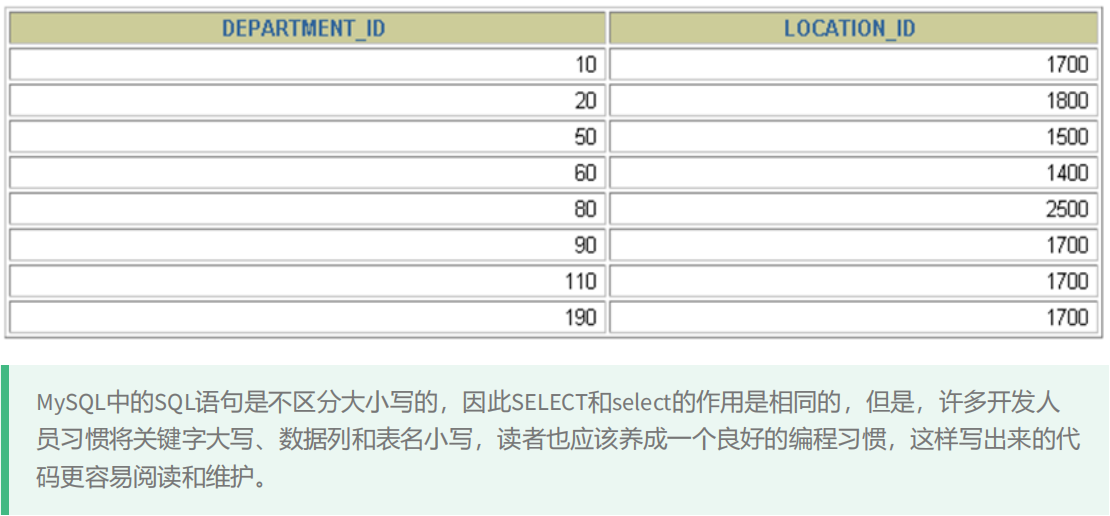 DEPARTMENT_ID LOCATION_ID
10 1700
20 1800
50 1500
60 1400
80 2500
90 1700
110 1700
190 1700
MySQL中的SQL语句是不区分大小写的，因此SELECT和select的作用是相同的，但是，许多开发人
员习惯将关键字大写、数据列和表名小写，读者也应该养成一个良好的编程习惯，这样写出来的代
码更容易阅读和维护。